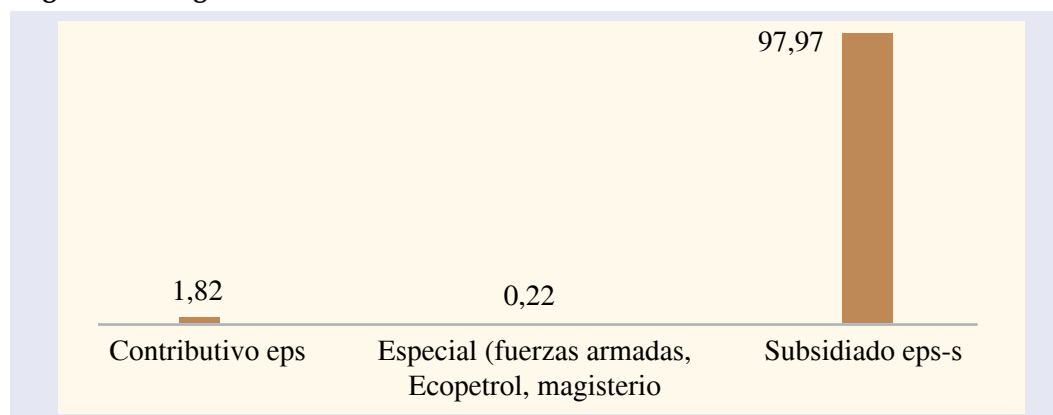 97,97
1,82
0,22
Contributivo eps
Especial (fuerzas armadas,
Ecopetrol, magisterio
Subsidiado eps-s